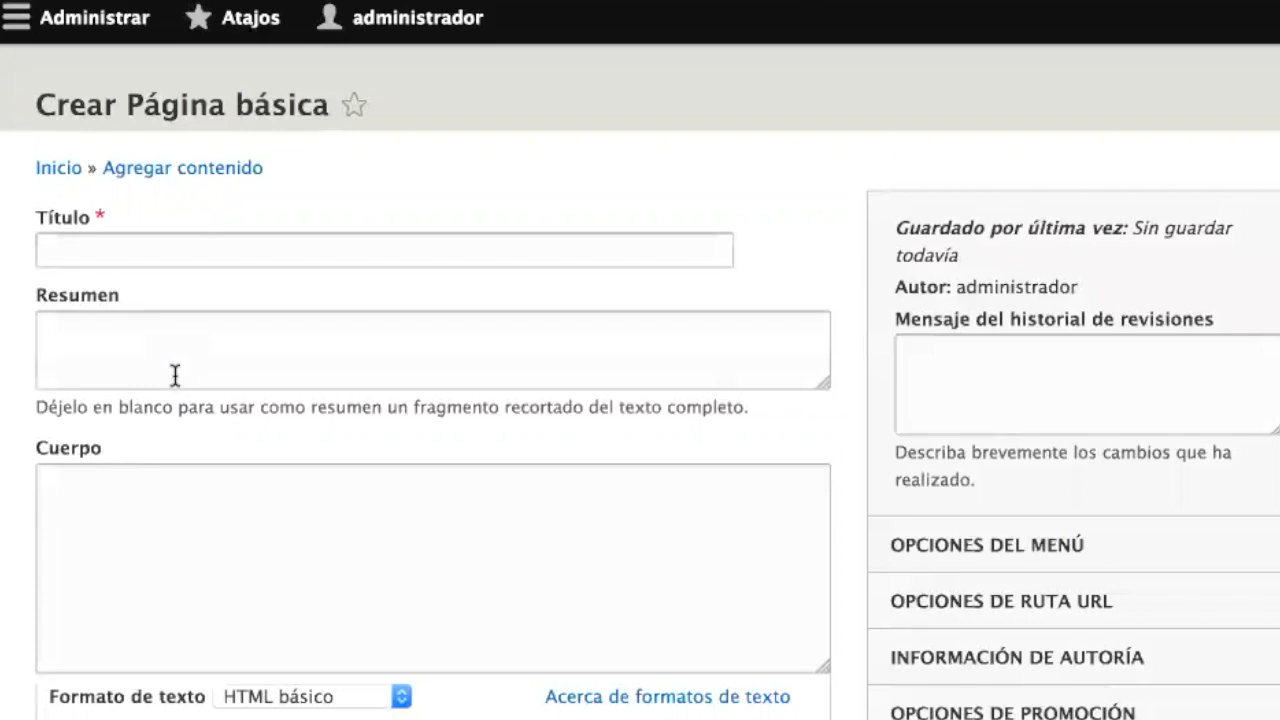 Administrar Atajos administrador
Crear Página básica
Inicio » Agregar contenido
Título *
Resumen
Déjelo en blanco para usar como resumen un fragmento recortado del texto completo.
Cuerpo
Formato de texto HTML básico Acerca de formatos de texto
Guardado por última vez: Sin guardar
todavía
Autor: administrador
Mensaje del historial de revisiones
Describa brevemente los cambios que ha
realizado.
OPCIONES DEL MENÚ
OPCIONES DE RUTA URL
INFORMACIÓN DE AUTORÍA
OPCIONES DE PROMOCIÓN